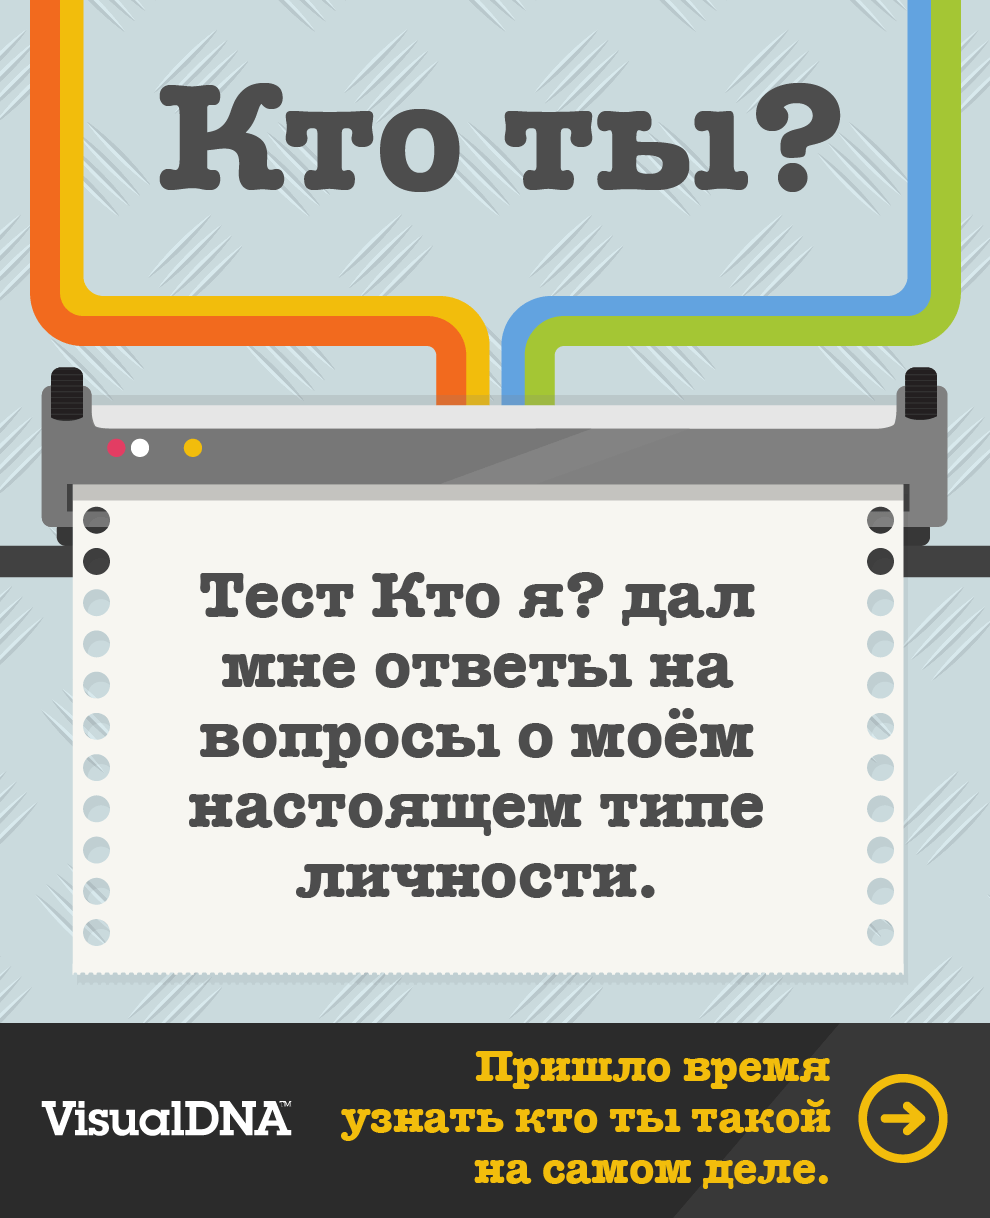 Кто ты?
Тест Кто я? дал
мне ответы на
вопросы о моём
настоящем типе
личности.
Пришло время
VisualDNA™ узнать кто ты такой
на самом деле.